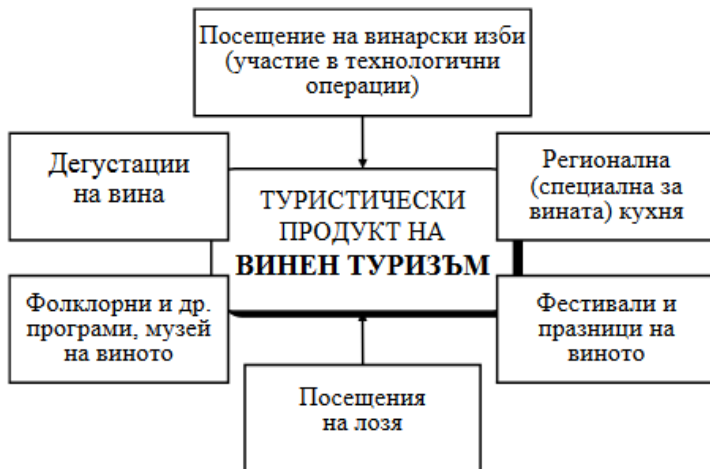 Посещение на винарски изби
(участие в технологични
операции)
Дегустации
на вина
Регионална
(специална за
вината) кухня
ТУРИСТИЧЕСКИ
ПРОДУКТ НА
ВИНЕН ТУРИЗЪМ
Фолклорни и др.
програми, музей
на виното
Фестивали и
празници на
виното
Посещения
на лозя